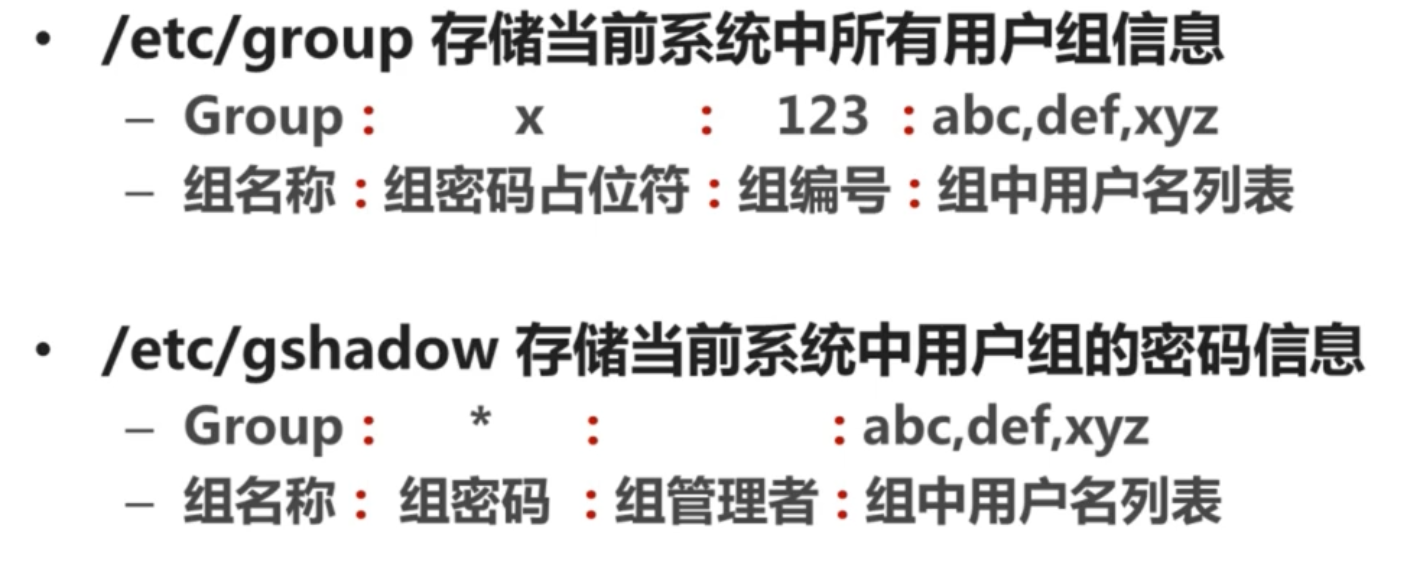 • /etc/group 存储当前系统中所有用户组信息
– Group : x : 123 : abc,def,xyz
– 组名称 : 组密码占位符 : 组编号 : 组中用户名列表
• /etc/gshadow 存储当前系统中用户组的密码信息
– Group : * : : abc,def,xyz
– 组名称 : 组密码 : 组管理者 : 组中用户名列表